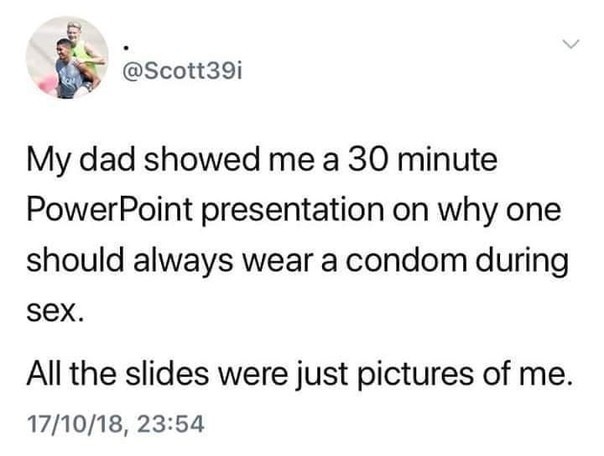 .
@Scott39i
My dad showed me a 30 minute
PowerPoint presentation on why one
should always wear a condom during
sex.
All the slides were just pictures of me.
17/10/18, 23:54